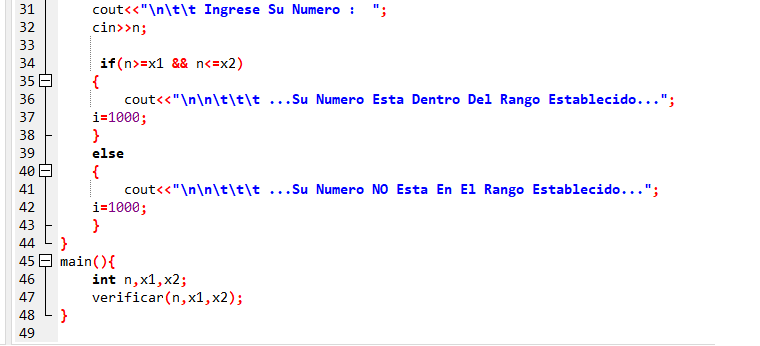 31 cout<<"\n\t\t Ingrese Su Numero :  ";
32 cin>>n;
33
34 if(n>=x1 && n<=x2)
35 {
36 cout<<"\n\n\t\t\t ...Su Numero Esta Dentro Del Rango Establecido...";
37 i=1000;
38 }
39 else
40 {
41 cout<<"\n\n\t\t\t ...Su Numero NO Esta En El Rango Establecido...";
42 i=1000;
43 }
44 }
45 main(){
46 int n,x1,x2;
47 verificar(n,x1,x2);
48 }
49